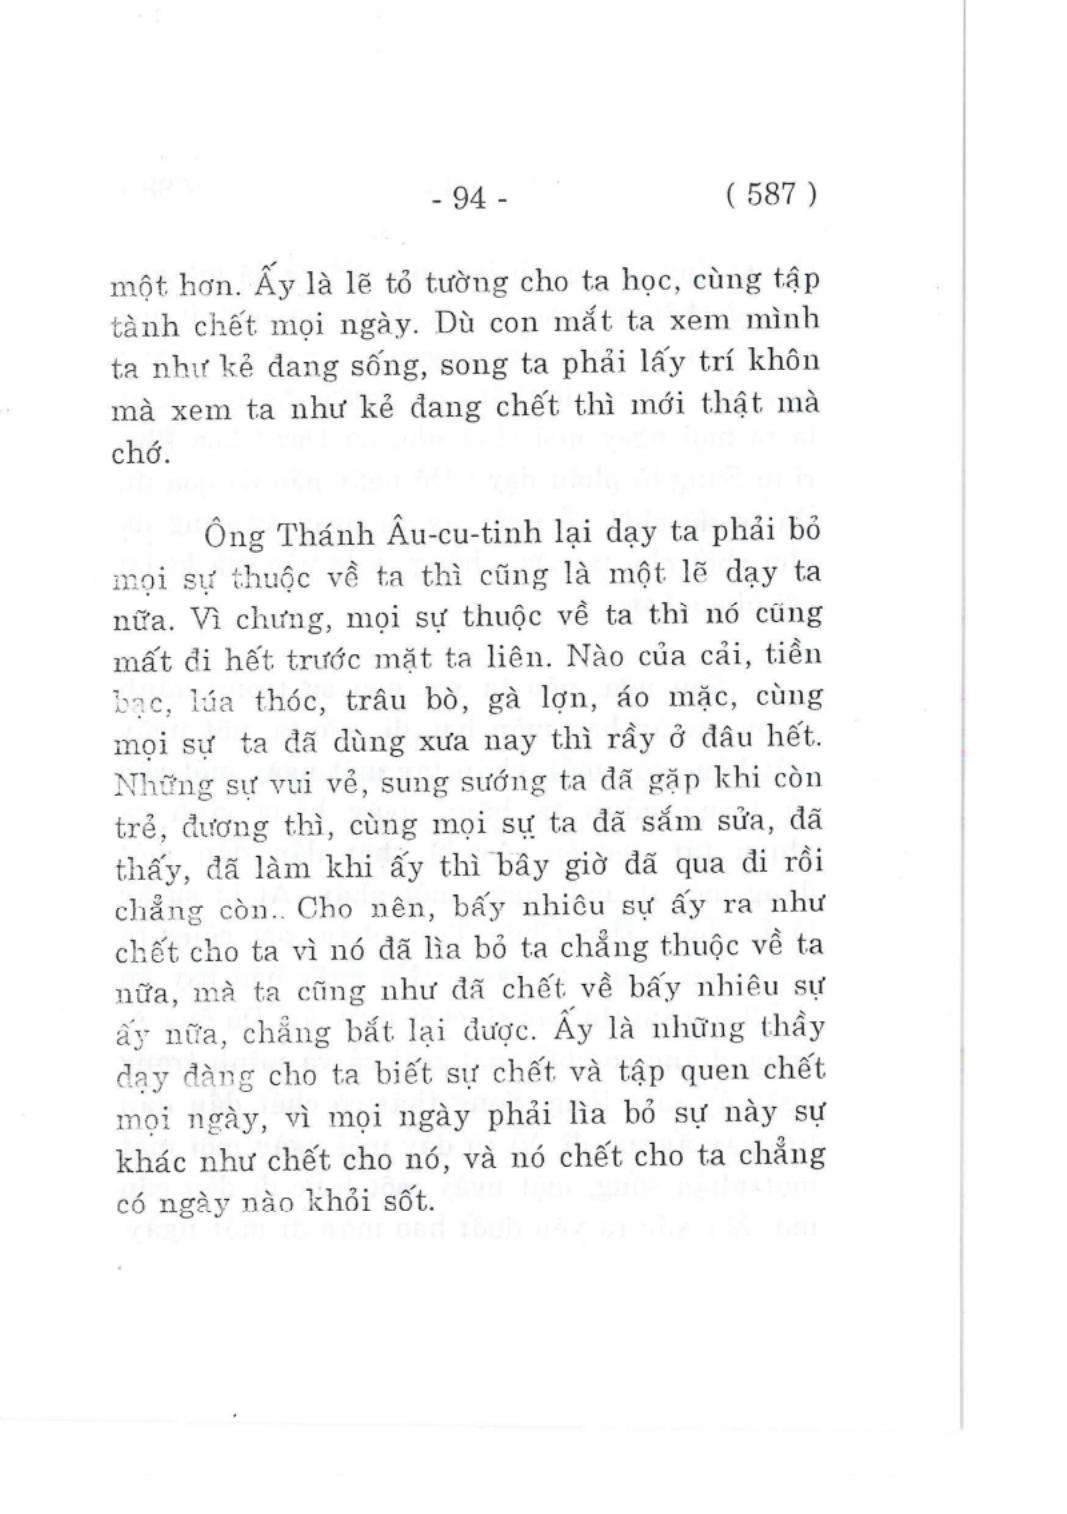 - 94 - ( 587 )
một hơn. Ấy là lẽ tỏ tường cho ta học, cùng tập
tành chết mọi ngày. Dù con mắt ta xem mình
ta như kẻ đang sống, song ta phải lấy trí khôn
mà xem ta như kẻ đang chết thì mới thật mà
chớ.
Ông Thánh Âu-cu-tinh lại dạy ta phải bỏ
mọi sự thuộc về ta thì cũng là một lẽ dạy ta
nữa. Vì chưng, mọi sự thuộc về ta thì nó cũng
mất đi hết trước mặt ta liên. Nào của cải, tiền
bạc, lúa thóc, trâu bò, gà lợn, áo mặc, cùng
mọi sự ta đã dùng xưa nay thì rầy ở đâu hết.
Những sự vui vẻ, sung sướng ta đã gặp khi còn
trẻ, đương thì, cùng mọi sự ta đã sắm sửa, đã
thấy, đã làm khi ấy thì bây giờ đã qua đi rồi
chẳng còn.. Cho nên, bấy nhiêu sự ấy ra như
chết cho ta vì nó đã lìa bỏ ta chẳng thuộc về ta
nữa, mà ta cũng như đã chết về bấy nhiêu sự
ấy nữa, chẳng bắt lại được. Ấy là những thầy
dạy đàng cho ta biết sự chết và tập quen chết
mọi ngày, vì mọi ngày phải lìa bỏ sự này sự
khác như chết cho nó, và nó chết cho ta chẳng
có ngày nào khỏi sốt.